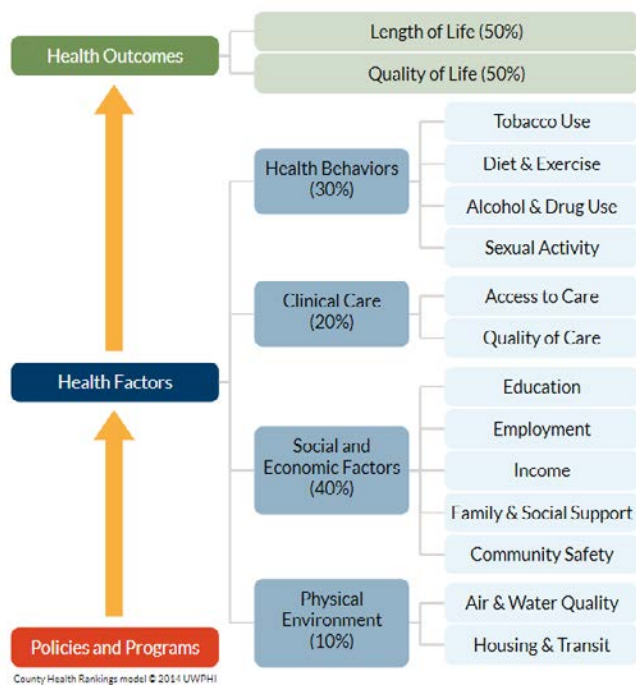 Health Outcomes
Length of Life (50%)
Quality of Life (50%)
Health Behaviors
(30%)
Tobacco Use
Diet & Exercise
Alcohol & Drug Use
Sexual Activity
Clinical Care
(20%)
Access to Care
Quality of Care
Health Factors
Social and
Economic Factors
(40%)
Education
Employment
Income
Family & Social Support
Community Safety
Physical
Environment
(10%)
Air & Water Quality
Housing & Transit
Policies and Programs
County Health Rankings model © 2014 UWPHI